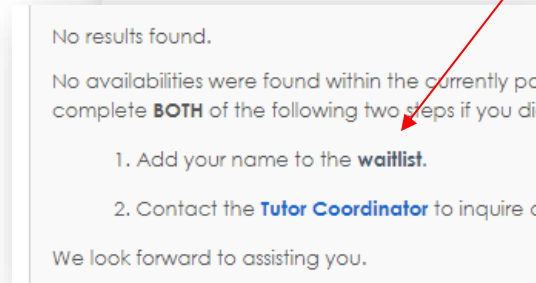 No results found.
No availabilities were found within the currently
complete BOTH of the following two steps if you
1. Add your name to the waitlist.
2. Contact the Tutor Coordinator to inquire
We look forward to assisting you.